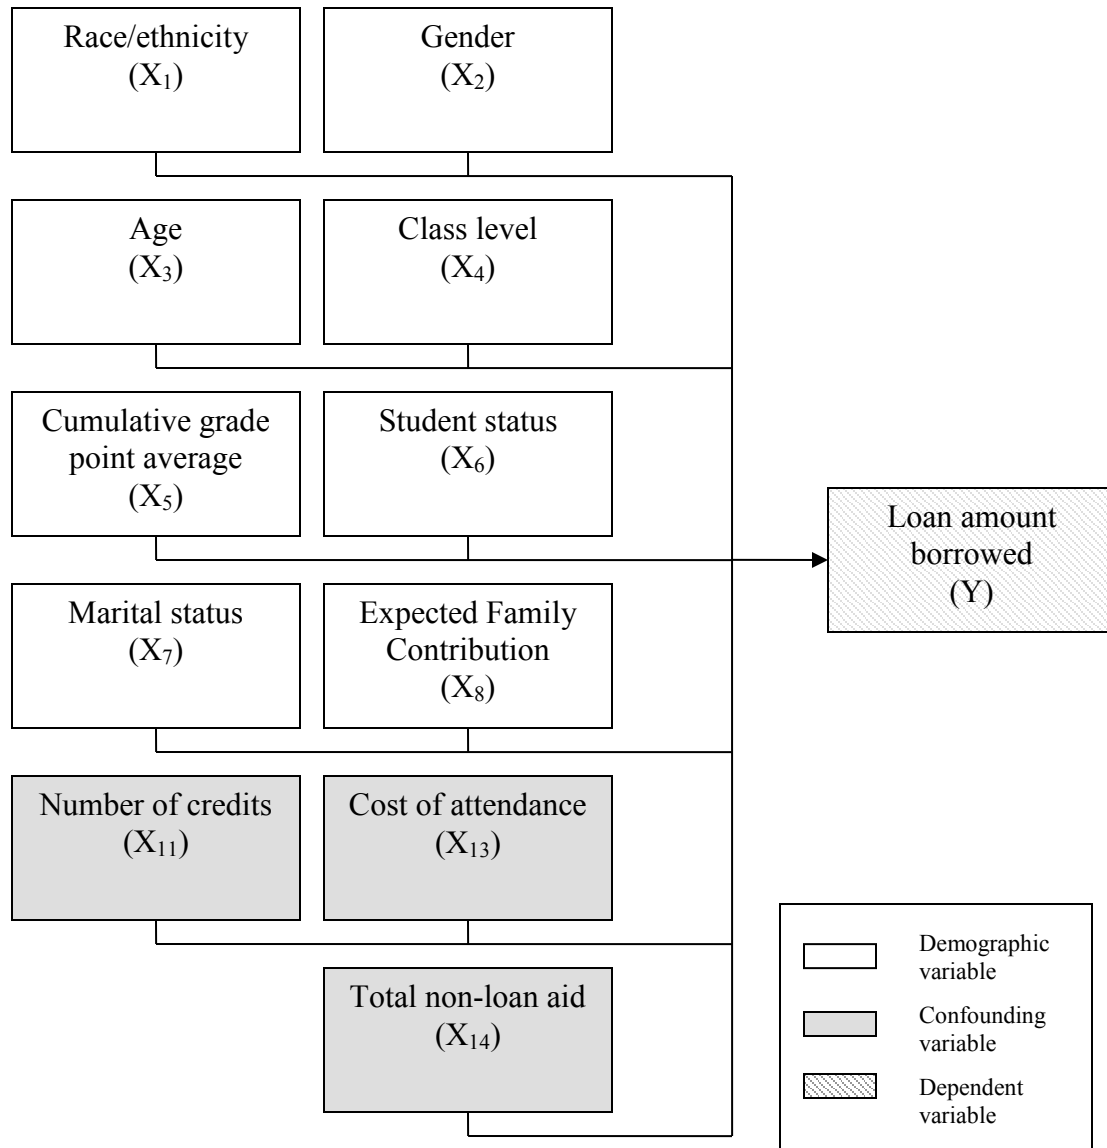 Race/ethnicity
(X₁)
Gender
(X₂)
Age
(X₃)
Class level
(X₄)
Cumulative grade
point average
(X₅)
Student status
(X₆)
Loan amount
borrowed
(Y)
Marital status
(X₇)
Expected Family
Contribution
(X₈)
Number of credits
(X₁₁)
Cost of attendance
(X₁₃)
Total non-loan aid
(X₁₄)
Demographic
variable
Confounding
variable
Dependent
variable